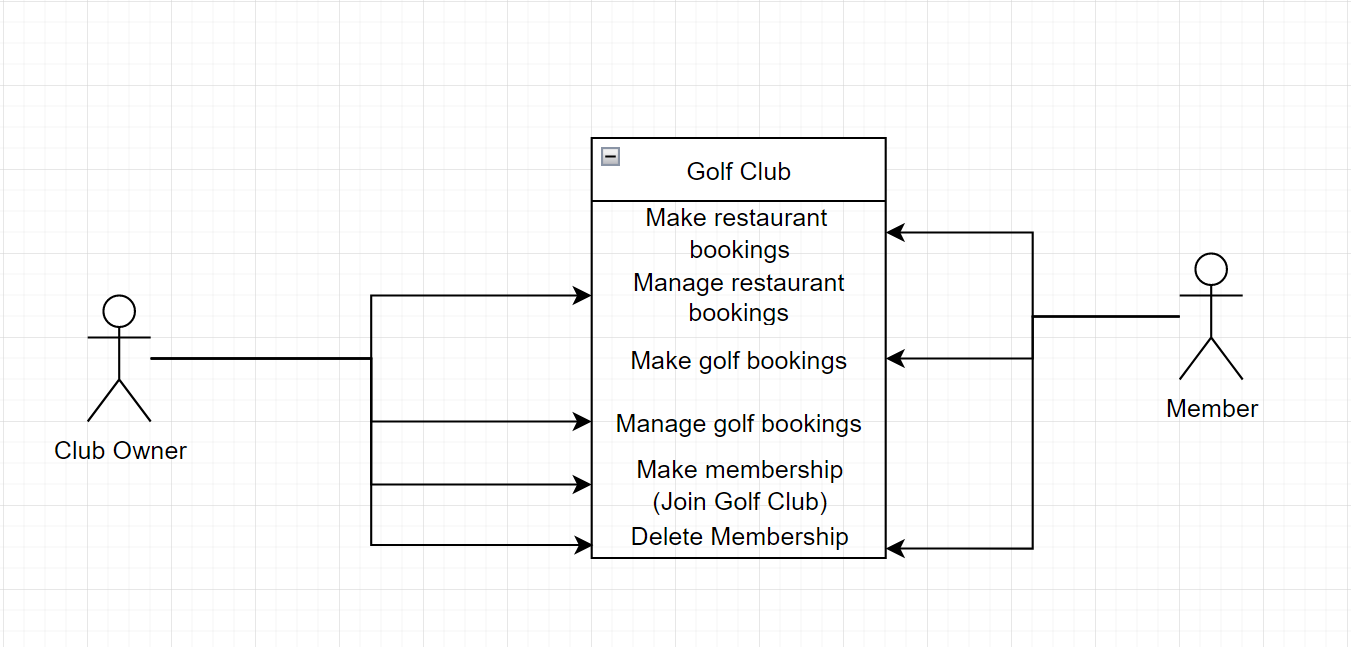 Golf Club
Make restaurant
bookings
Manage restaurant
bookings
Make golf bookings
Manage golf bookings
Make membership
(Join Golf Club)
Delete Membership
Club Owner
Member